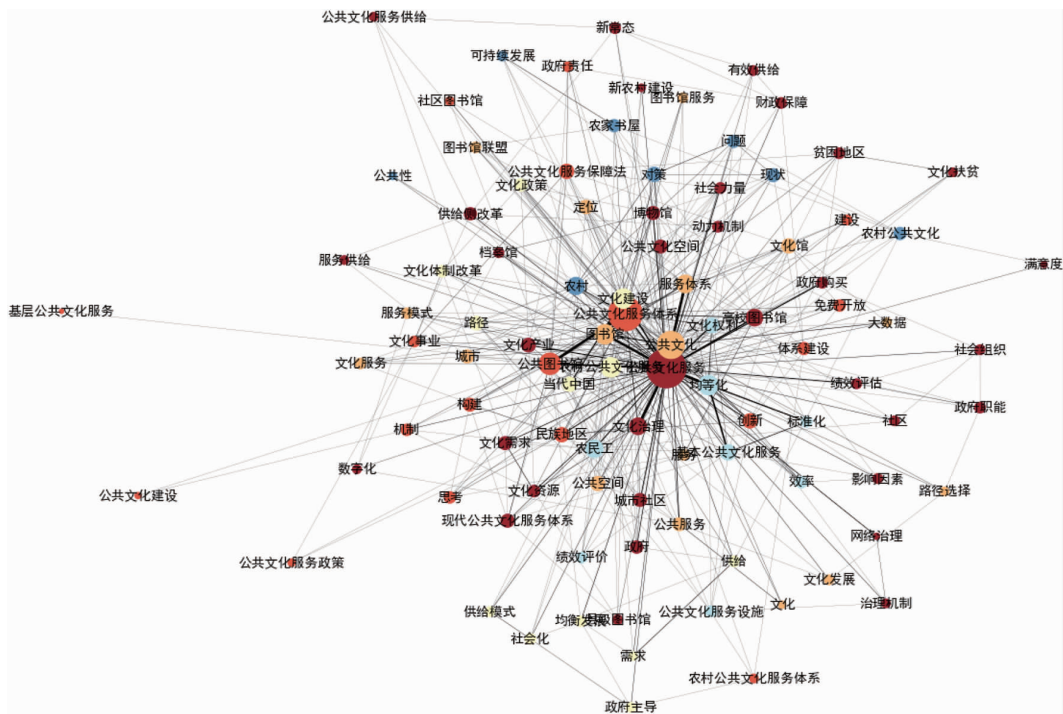 公共文化服务供给
新常态
可持续发展
政府责任
有效供给
新农村建设
图书馆服务
社区图书馆
财政保障
农家书屋
问题
图书馆联盟
贫困地区
公共文化服务保障法
文化扶贫
公共性
对策
现状
文化政策
社会力量
定位
供给侧改革
博物馆
建设
动力机制
农村公共文化
公共文化空间
文化馆
档案馆
服务供给
满意度
文化体制改革
政府购买
服务体系
农村
文化建设
免费开放
基层公共文化服务
服务模式
公共文化服务体系
高校图书馆
路径
文化权利
大数据
图书馆
文化事业
文化产业
公共文化
体系建设
社会组织
城市
文化服务
公共图书馆
公共文化服务
当代中国
均等化
绩效评估
构建
政府职能
机制
文化治理
创新
标准化
社区
民族地区
文化需求
农民工
基本公共文化服务
服务
数字化
影响因素
公共空间
效率
文化资源
路径选择
公共文化建设
思考
城市社区
现代公共文化服务体系
公共服务
网络治理
政府
绩效评价
供给
公共文化服务政策
文化发展
治理机制
文化
供给模式
公共文化服务设施
均衡发展
社会化
需求
农村公共文化服务体系
政府主导